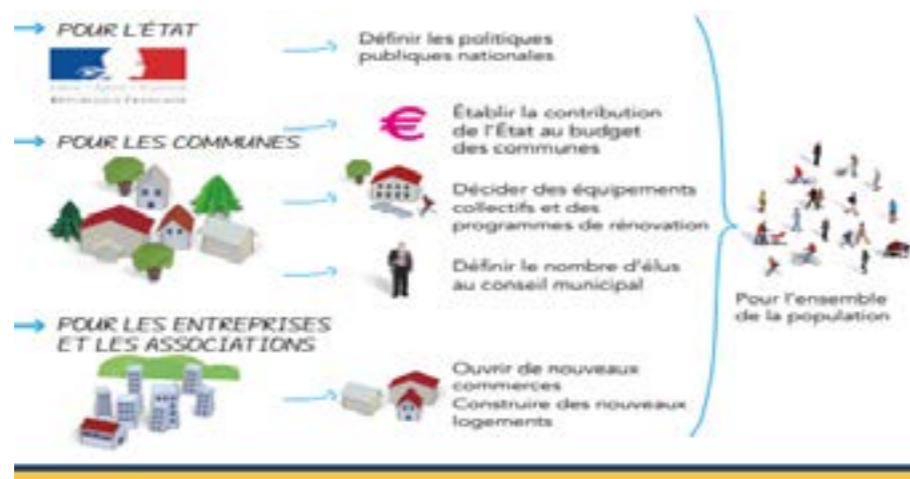 POUR L'ÉTAT
Définir les politiques
publiques nationales
RÉPUBLIQUE FRANÇAISE
POUR LES COMMUNES
Établir la contribution
de l'État au budget
des communes
Décider des équipements
collectifs et des
programmes de rénovation
Définir le nombre d'élus
au conseil municipal
POUR LES ENTREPRISES
ET LES ASSOCIATIONS
Ouvrir de nouveaux
commerces
Construire des nouveaux
logements
Pour l'ensemble
de la population